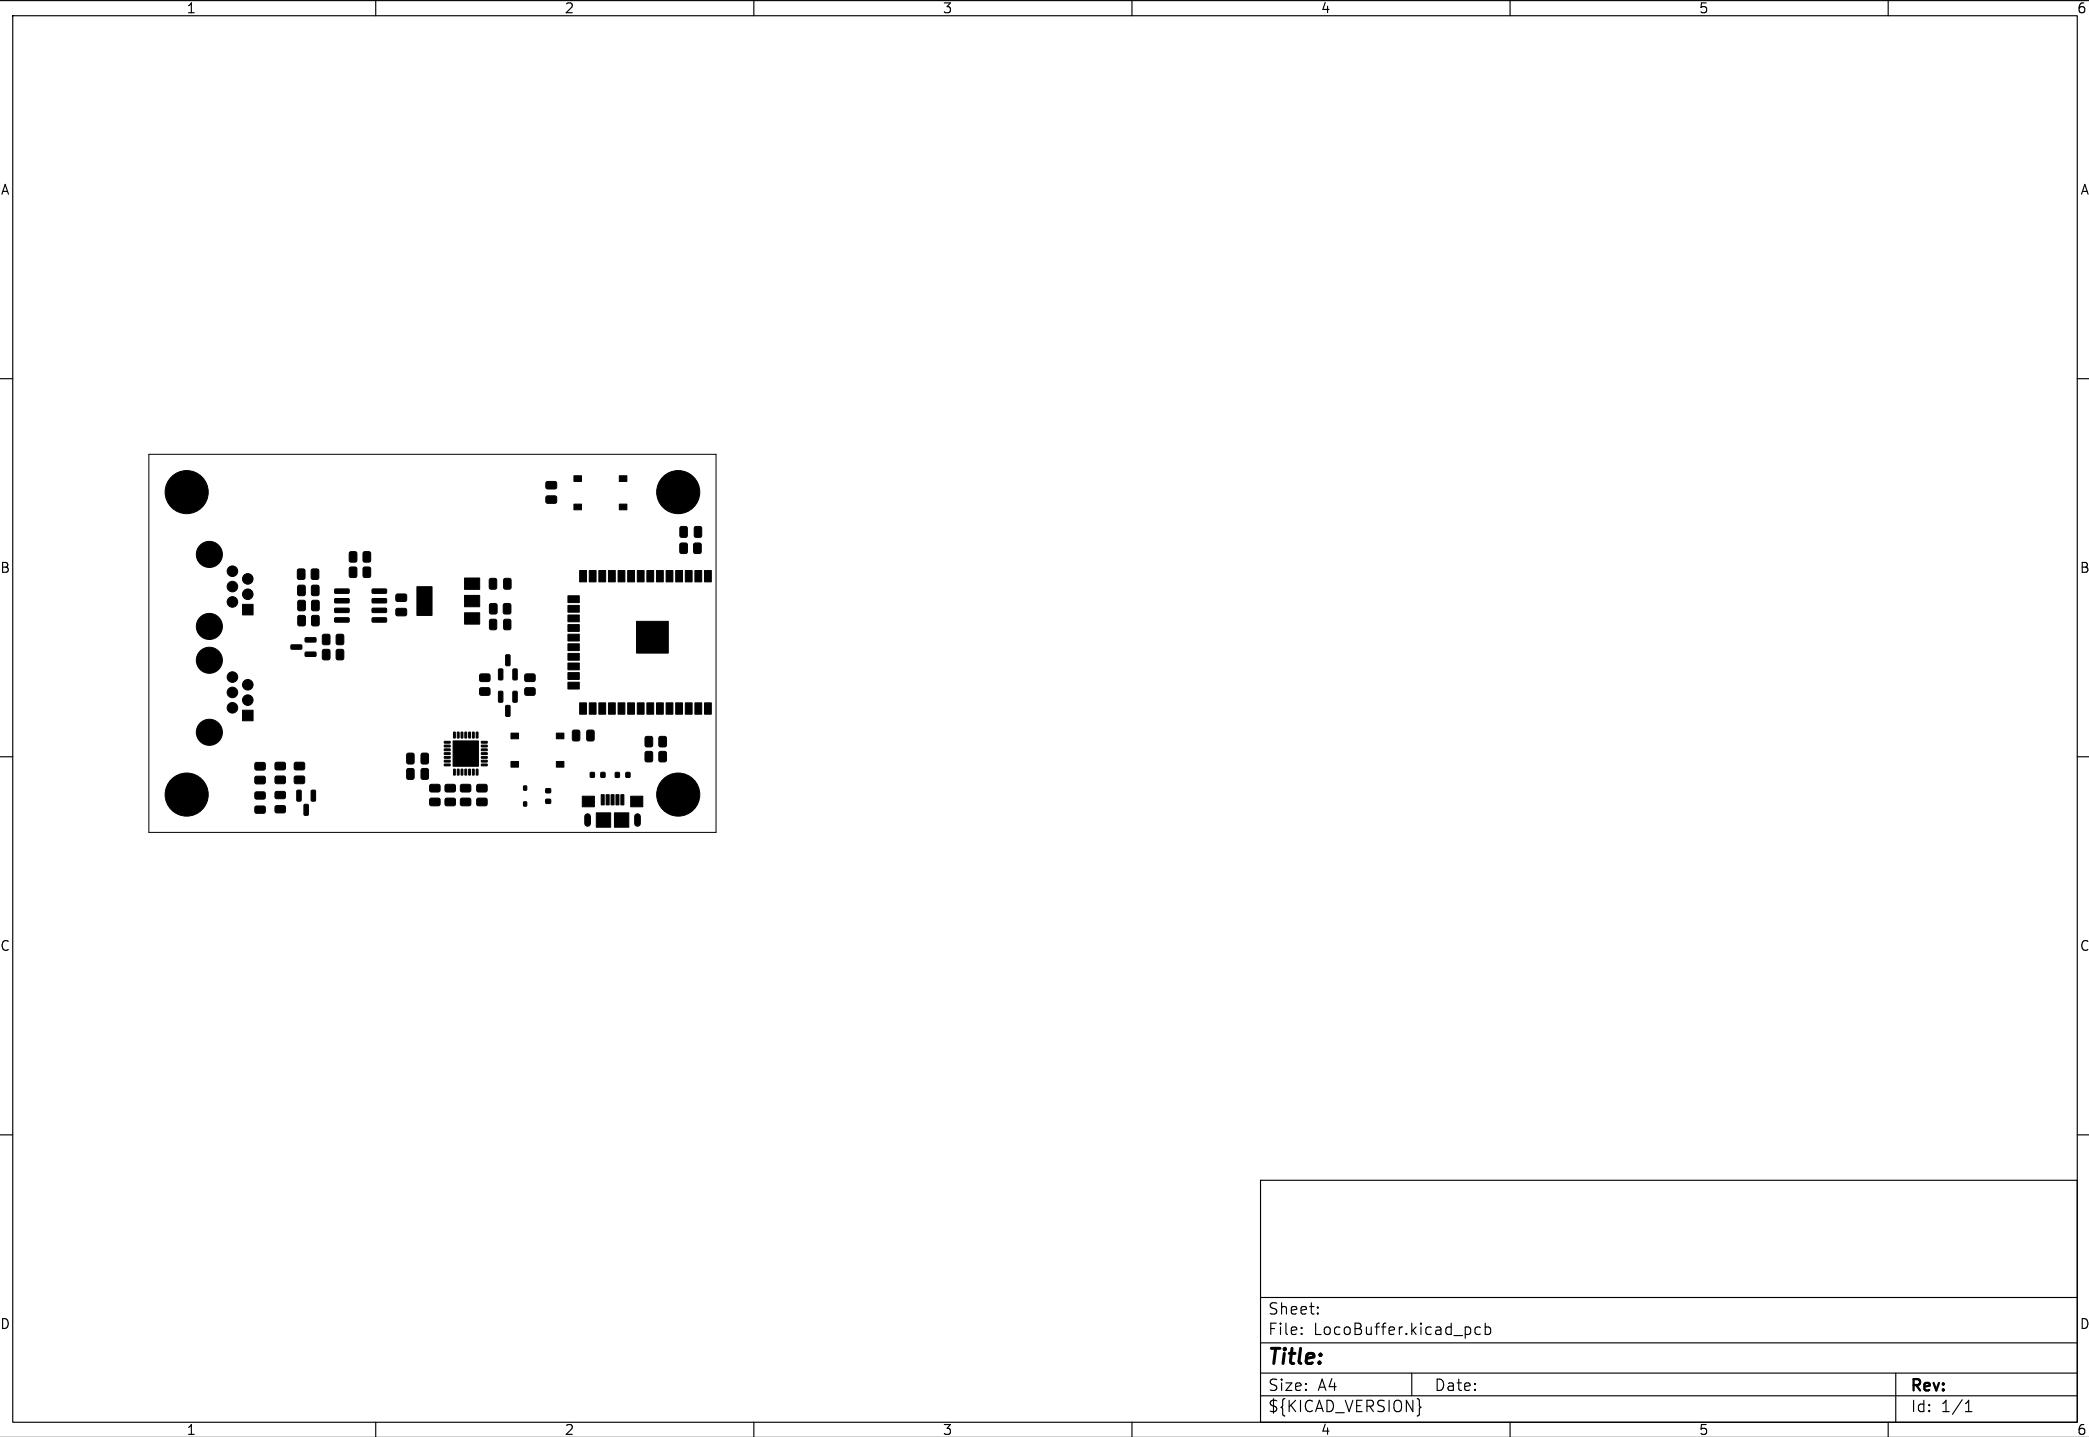 1 2 3 4 5 6
A A
B B
C C
D D
Sheet:
File: LocoBuffer.kicad_pcb
Title:
Size: A4 Date: Rev:
${KICAD_VERSION} Id: 1/1
1 2 3 4 5 6